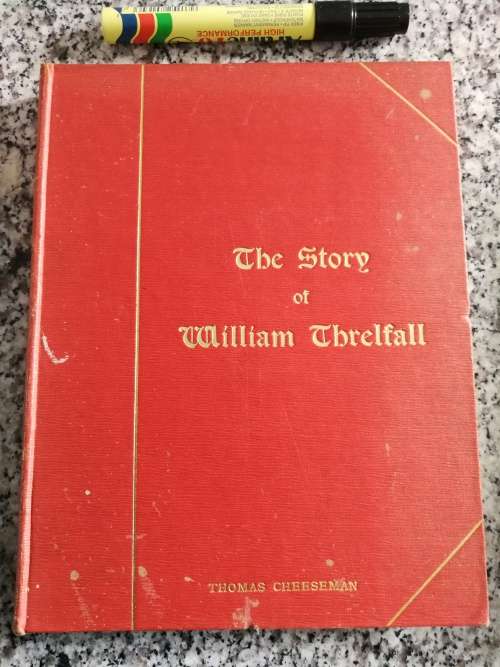 HIGH PERFORMANCE
The Story
of
William Threlfall
THOMAS CHEESEMAN